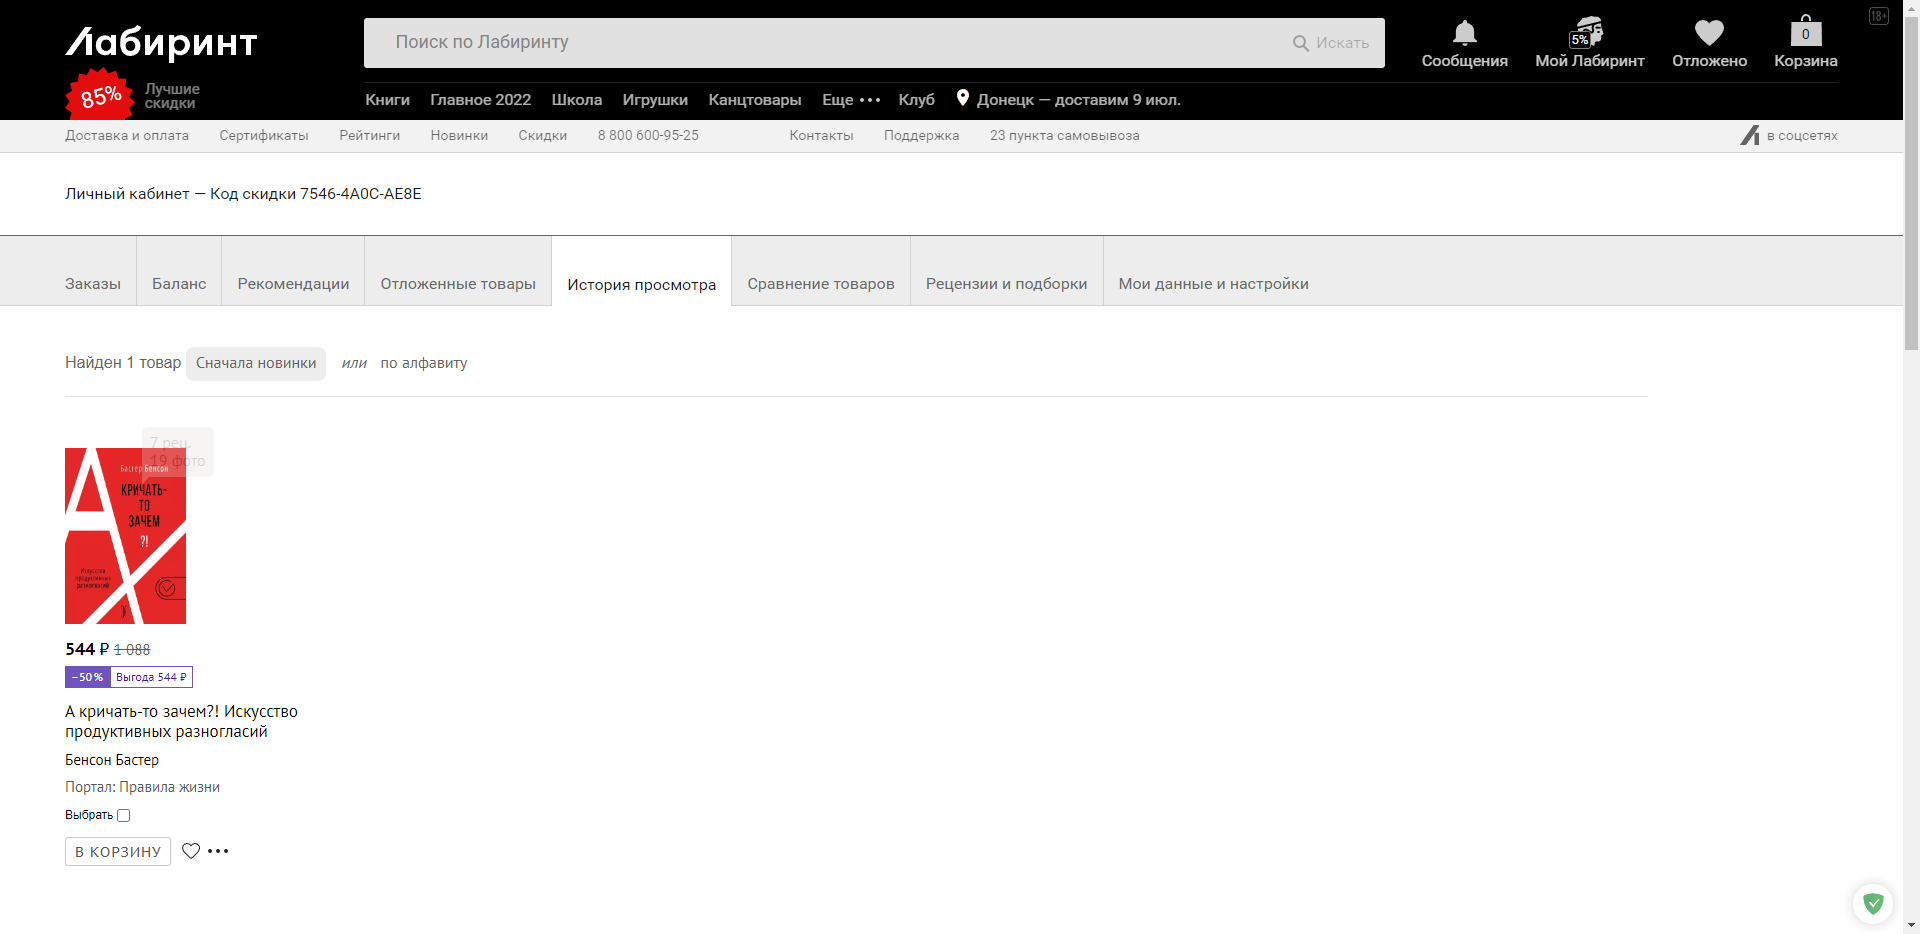 Лабиринт
Поиск по Лабиринту
Искать
Сообщения
5%
Мой Лабиринт
Отложено
0
Корзина
18+
85%
Лучшие
скидки
Книги Главное 2022 Школа Игрушки Канцтовары Еще ••• Клуб Донецк — доставим 9 июл.
Доставка и оплата Сертификаты Рейтинги Новинки Скидки 8 800 600-95-25 Контакты Поддержка 23 пункта самовывоза в соцсетях
Личный кабинет — Код скидки 7546-4A0C-AE8E
Заказы Баланс Рекомендации Отложенные товары История просмотра Сравнение товаров Рецензии и подборки Мои данные и настройки
Найден 1 товар Сначала новинки или по алфавиту
7 рец.
19 фото
Бастер Бенсон
КРИЧАТЬ-
ТО
ЗАЧЕМ
?!
Искусство
продуктивных
разногласий
544 ₽ 1 088
–50% Выгода 544 ₽
А кричать-то зачем?! Искусство
продуктивных разногласий
Бенсон Бастер
Портал: Правила жизни
Выбрать
В КОРЗИНУ •••